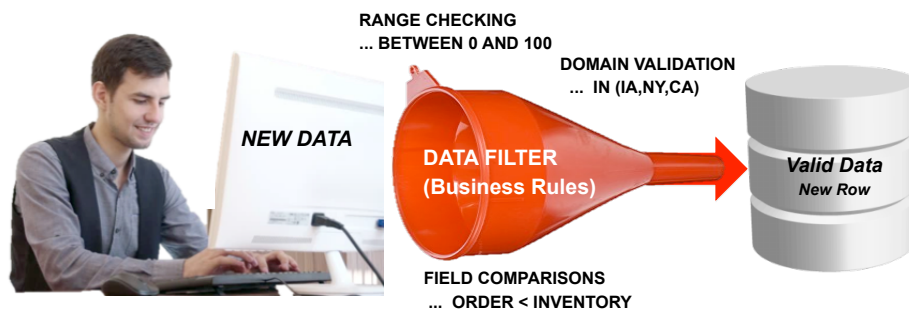 RANGE CHECKING
... BETWEEN 0 AND 100
DOMAIN VALIDATION
... IN (IA,NY,CA)
NEW DATA
DATA FILTER
(Business Rules)
Valid Data
New Row
FIELD COMPARISONS
... ORDER < INVENTORY